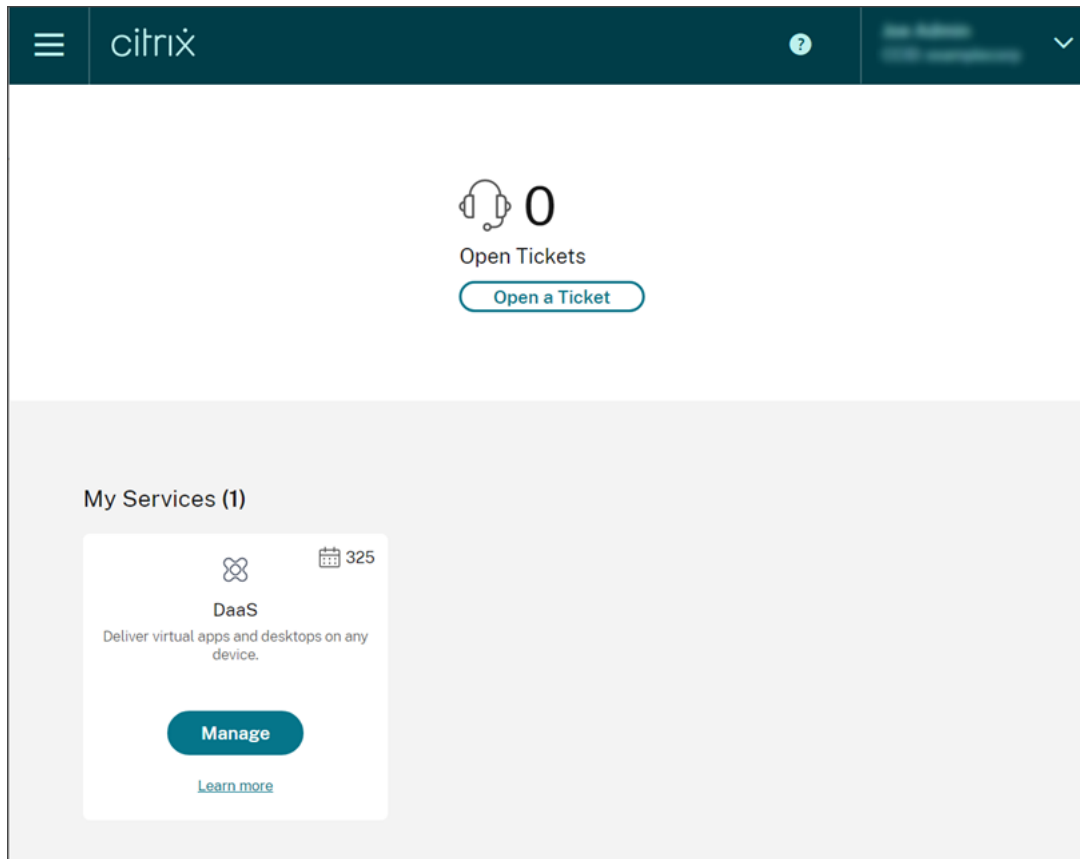 citrix
?
0
Open Tickets
Open a Ticket
My Services (1)
325
DaaS
Deliver virtual apps and desktops on any
device.
Manage
Learn more